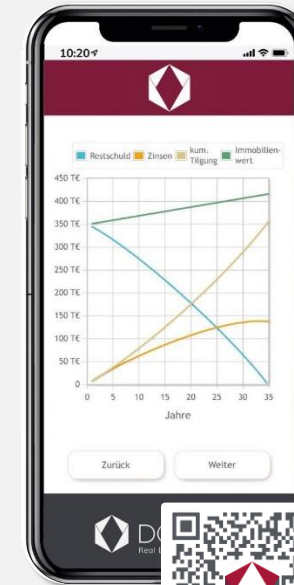 10:20
Restschuld Zinsen kum. Tilgung Immobilien-wert
450 T€
400 T€
350 T€
300 T€
250 T€
200 T€
150 T€
100 T€
50 T€
0
0 5 10 15 20 25 30 35
Jahre
Zurück Weiter